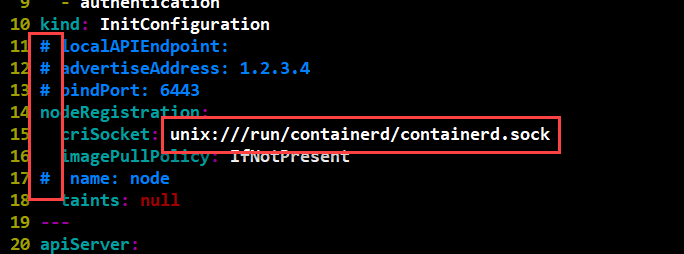 9   - authentication
10 kind: InitConfiguration
11 # localAPIEndpoint:
12 # advertiseAddress: 1.2.3.4
13 # bindPort: 6443
14 nodeRegistration:
15   criSocket: unix:///run/containerd/containerd.sock
16   imagePullPolicy: IfNotPresent
17 #  name: node
18   taints: null
19 ---
20 apiServer: